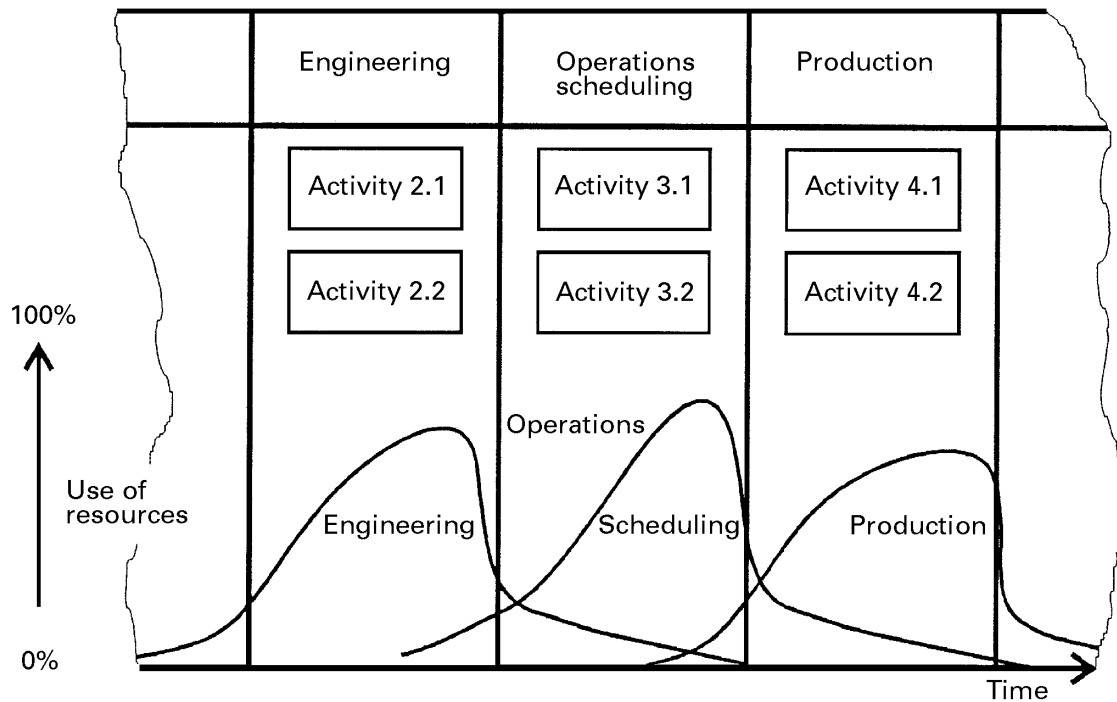 Engineering
Operations
scheduling
Production
Activity 2.1
Activity 3.1
Activity 4.1
Activity 2.2
Activity 3.2
Activity 4.2
100%
Operations
Use of
resources
Engineering
Scheduling
Production
0%
Time